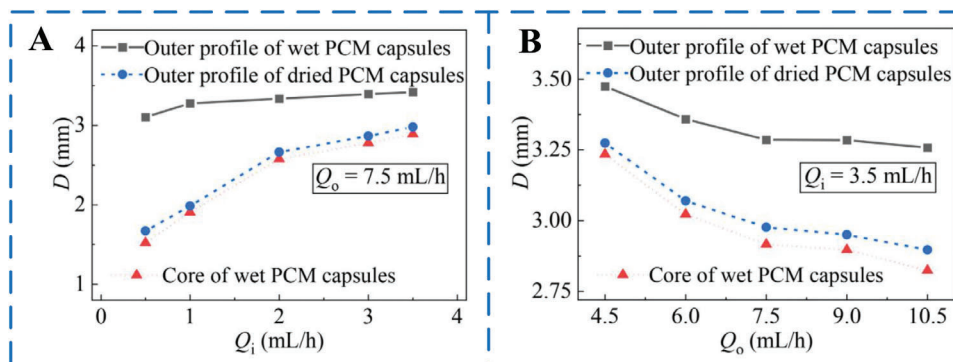 A
4
3
2
1
D (mm)
Outer profile of wet PCM capsules
Outer profile of dried PCM capsules
Qo = 7.5 mL/h
Core of wet PCM capsules
0 1 2 3 4
Qi (mL/h)
B
3.50
3.25
3.00
2.75
D (mm)
Outer profile of wet PCM capsules
Outer profile of dried PCM capsules
Qi = 3.5 mL/h
Core of wet PCM capsules
4.5 6.0 7.5 9.0 10.5
Qo (mL/h)